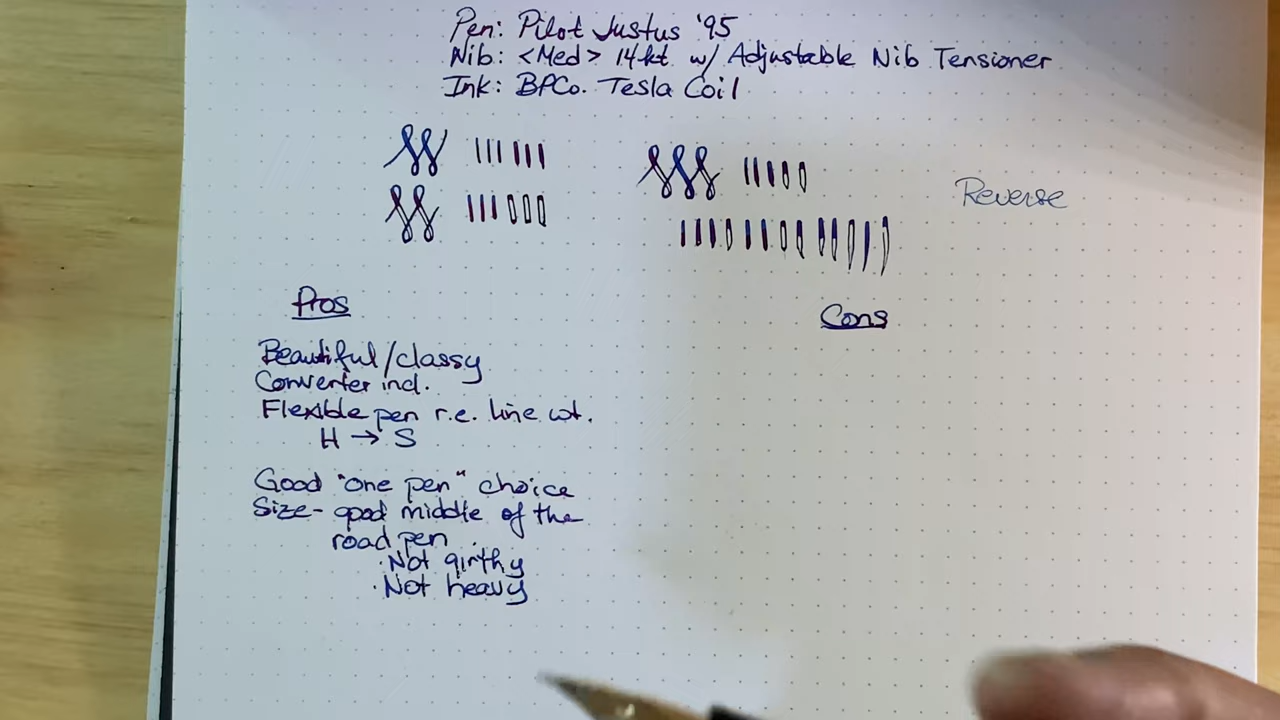 Pen: Pilot Justus '95
Nib: <Med> 14kt w/ Adjustable Nib Tensioner
Ink: BPCo. Tesla Coil
Reverse
Pros
Cons
Beautiful/classy
Converter incl.
Flexible pen r.e. line wt.
H → S
Good "one pen" choice
Size- good middle of the
road pen
· Not girthy
· Not heavy